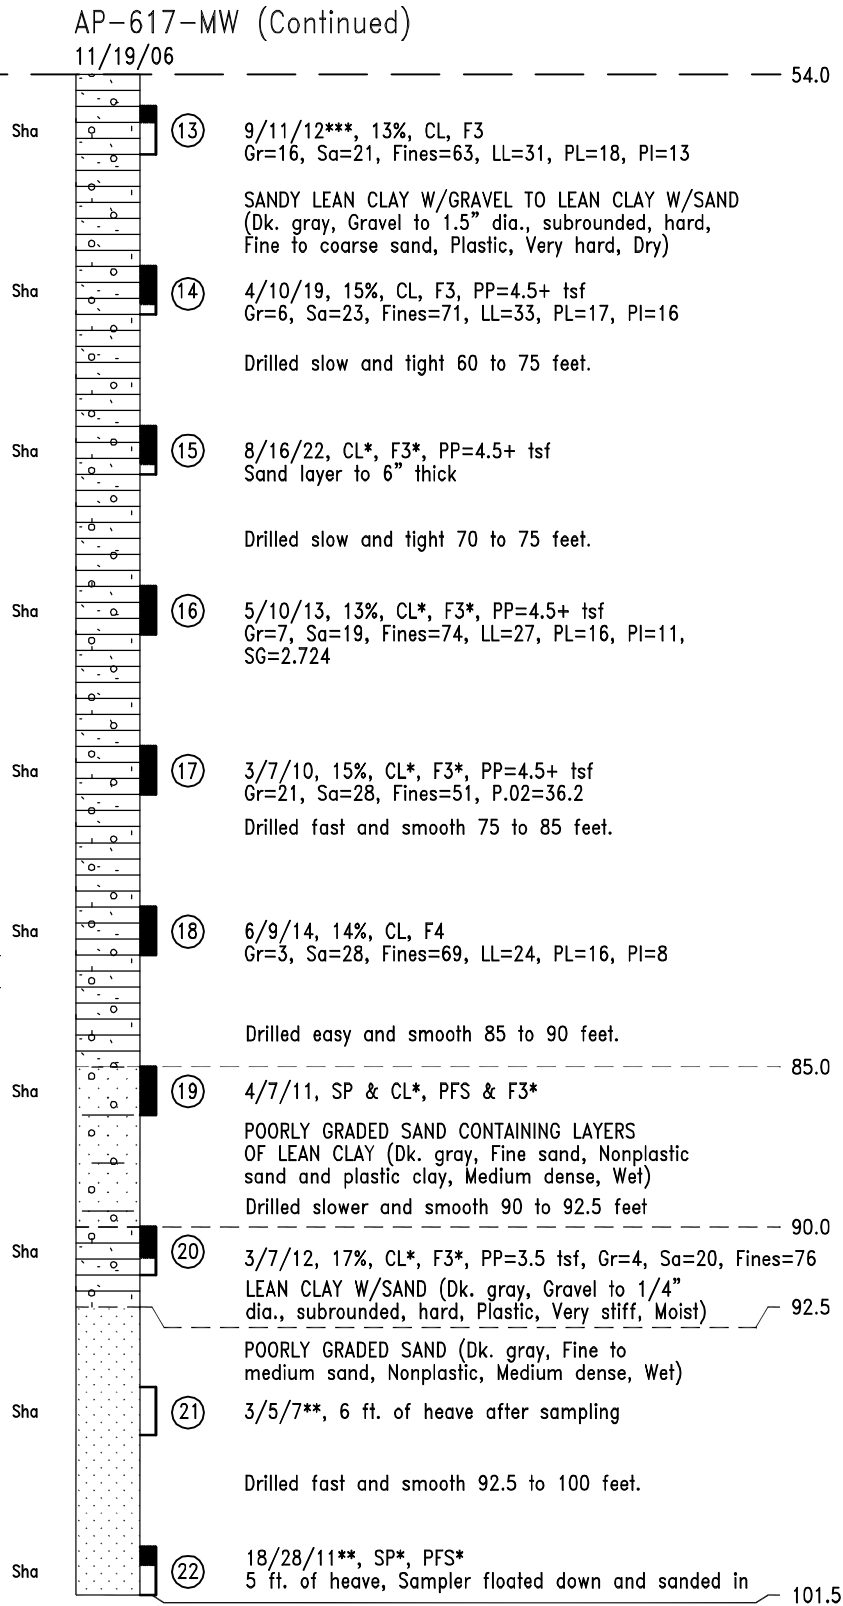 AP-617-MW (Continued)
11/19/06
54.0
Sha 13 9/11/12***, 13%, CL, F3
Gr=16, Sa=21, Fines=63, LL=31, PL=18, PI=13
SANDY LEAN CLAY W/GRAVEL TO LEAN CLAY W/SAND
(Dk. gray, Gravel to 1.5" dia., subrounded, hard,
Fine to coarse sand, Plastic, Very hard, Dry)
Sha 14 4/10/19, 15%, CL, F3, PP=4.5+ tsf
Gr=6, Sa=23, Fines=71, LL=33, PL=17, PI=16
Drilled slow and tight 60 to 75 feet.
Sha 15 8/16/22, CL*, F3*, PP=4.5+ tsf
Sand layer to 6" thick
Drilled slow and tight 70 to 75 feet.
Sha 16 5/10/13, 13%, CL*, F3*, PP=4.5+ tsf
Gr=7, Sa=19, Fines=74, LL=27, PL=16, PI=11,
SG=2.724
Sha 17 3/7/10, 15%, CL*, F3*, PP=4.5+ tsf
Gr=21, Sa=28, Fines=51, P.02=36.2
Drilled fast and smooth 75 to 85 feet.
Sha 18 6/9/14, 14%, CL, F4
Gr=3, Sa=28, Fines=69, LL=24, PL=16, PI=8
Drilled easy and smooth 85 to 90 feet.
85.0
Sha 19 4/7/11, SP & CL*, PFS & F3*
POORLY GRADED SAND CONTAINING LAYERS
OF LEAN CLAY (Dk. gray, Fine sand, Nonplastic
sand and plastic clay, Medium dense, Wet)
Drilled slower and smooth 90 to 92.5 feet
90.0
Sha 20 3/7/12, 17%, CL*, F3*, PP=3.5 tsf, Gr=4, Sa=20, Fines=76
LEAN CLAY W/SAND (Dk. gray, Gravel to 1/4"
dia., subrounded, hard, Plastic, Very stiff, Moist)
92.5
POORLY GRADED SAND (Dk. gray, Fine to
medium sand, Nonplastic, Medium dense, Wet)
Sha 21 3/5/7**, 6 ft. of heave after sampling
Drilled fast and smooth 92.5 to 100 feet.
Sha 22 18/28/11**, SP*, PFS*
5 ft. of heave, Sampler floated down and sanded in
101.5